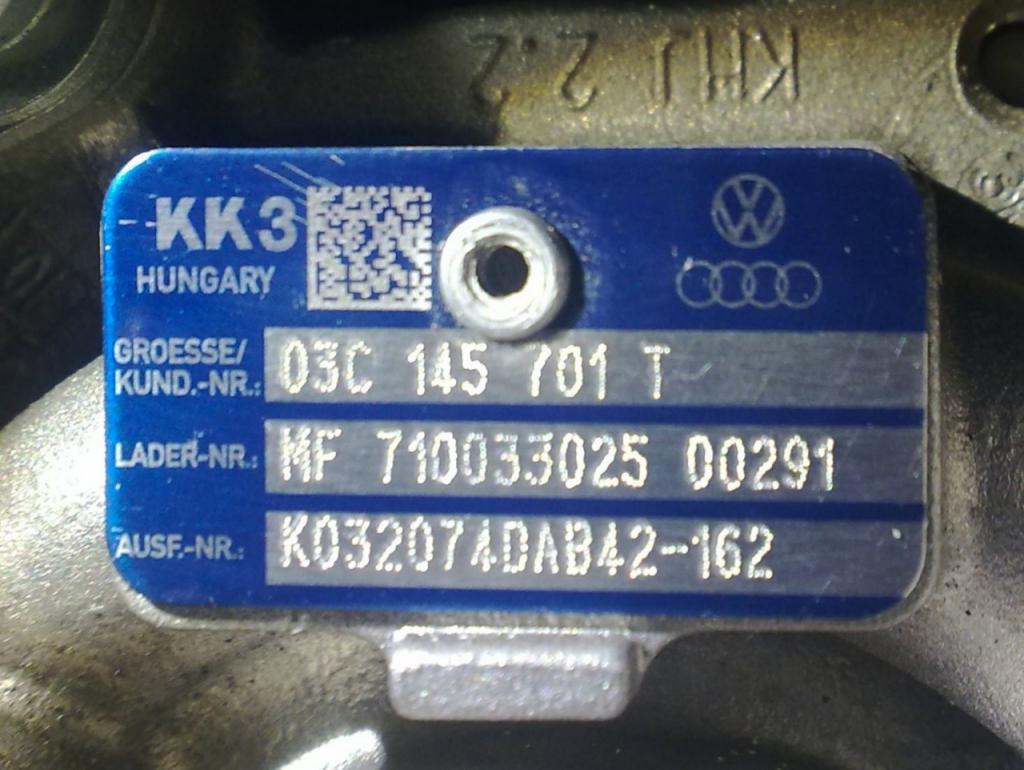 KHJ 2.2
KK3
HUNGARY
GROESSE/
KUND.-NR.: 03C 145 701 T
LADER-NR.: MF 710033025 00291
AUSF.-NR.: K032074DAB42-162